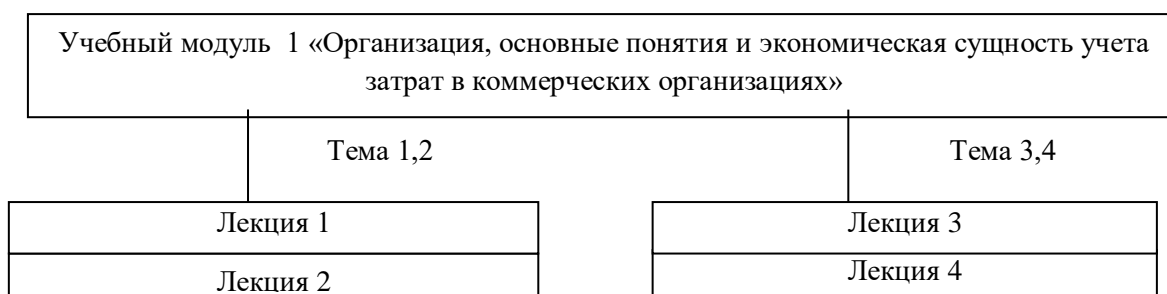 Учебный модуль 1 «Организация, основные понятия и экономическая сущность учета
затрат в коммерческих организациях»
Тема 1,2
Тема 3,4
Лекция 1
Лекция 2
Лекция 3
Лекция 4